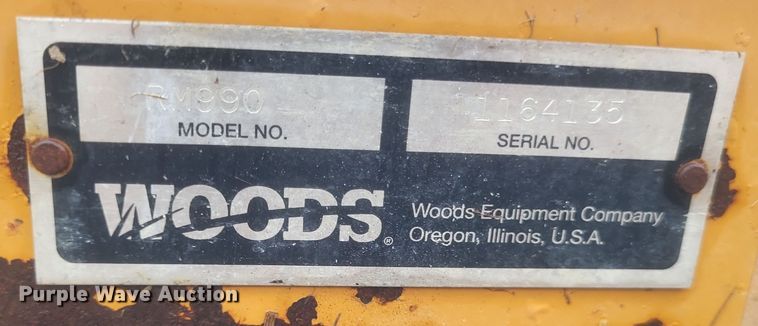 RM990
MODEL NO.
1164135
SERIAL NO.
WOODS®
Woods Equipment Company
Oregon, Illinois, U.S.A.
Purple Wave Auction